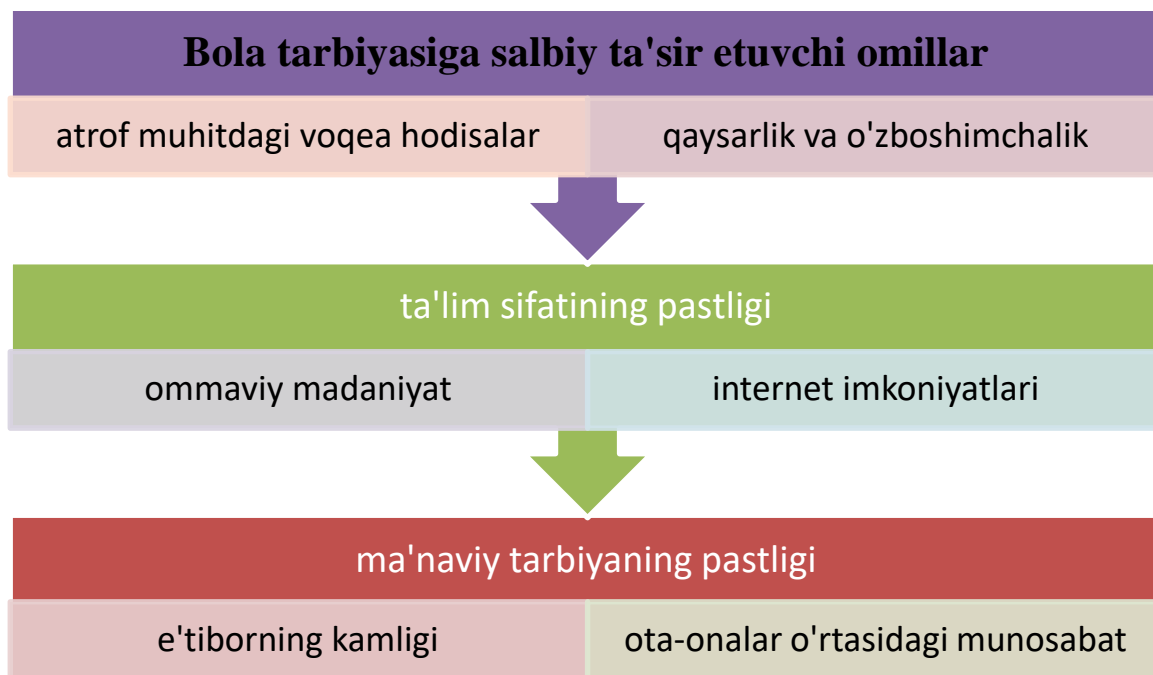 Bola tarbiyasiga salbiy ta'sir etuvchi omillar
atrof muhitdagi voqea hodisalar
qaysarlik va o'zboshimchalik
ta'lim sifatining pastligi
ommaviy madaniyat
internet imkoniyatlari
ma'naviy tarbiyaning pastligi
e'tiborning kamligi
ota-onalar o'rtasidagi munosabat